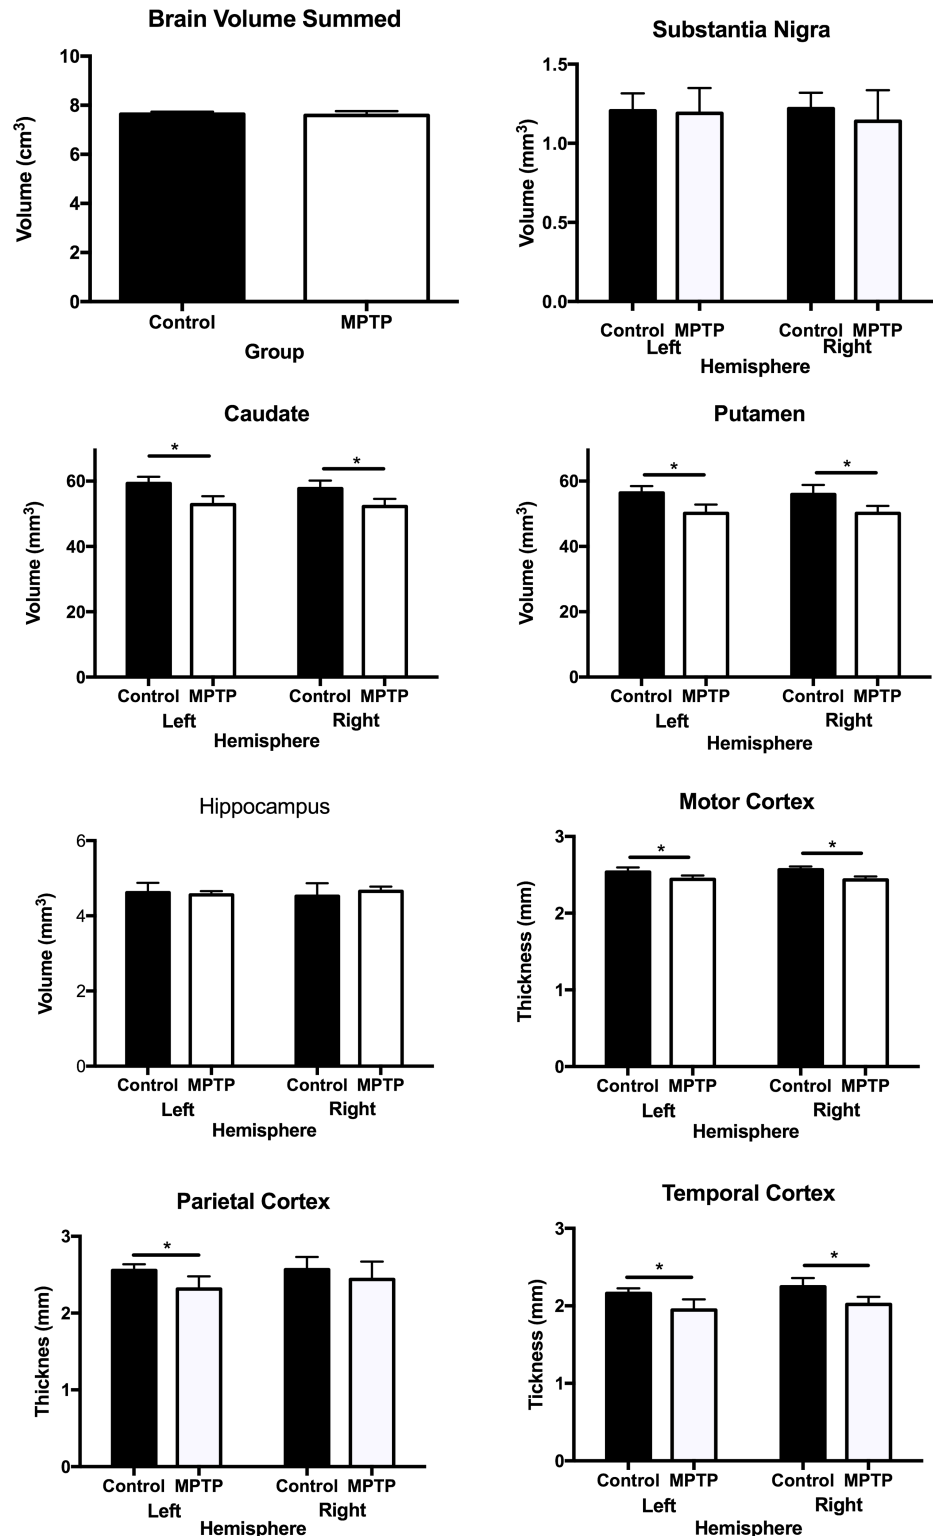 Brain Volume Summed
Volume (cm3)
10
8
6
4
2
0
Control MPTP
Group
Substantia Nigra
Volume (mm3)
1.5
1.0
0.5
0.0
Control MPTP Control MPTP
Left Right
Hemisphere
Caudate
Volume (mm3)
60
40
20
0
* *
Control MPTP Control MPTP
Left Right
Hemisphere
Putamen
Volume (mm3)
60
40
20
0
* *
Control MPTP Control MPTP
Left Right
Hemisphere
Hippocampus
Volume (mm3)
6
4
2
0
Control MPTP Control MPTP
Left Right
Hemisphere
Motor Cortex
Thickness (mm)
3
2
1
0
* *
Control MPTP Control MPTP
Left Right
Hemisphere
Parietal Cortex
Thicknes (mm)
3
2
1
0
*
Control MPTP Control MPTP
Left Right
Hemisphere
Temporal Cortex
Tickness (mm)
3
2
1
0
* *
Control MPTP Control MPTP
Left Right
Hemisphere